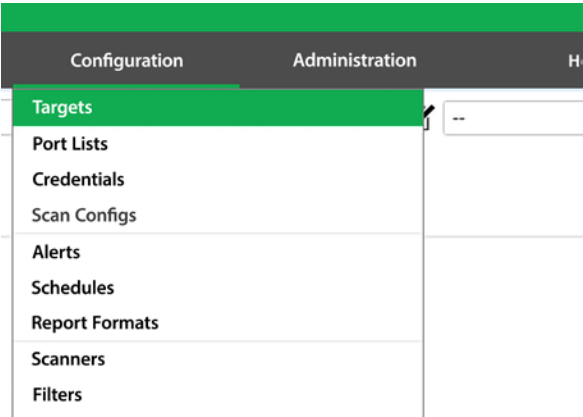 Configuration Administration
Targets
--
Port Lists
Credentials
Scan Configs
Alerts
Schedules
Report Formats
Scanners
Filters